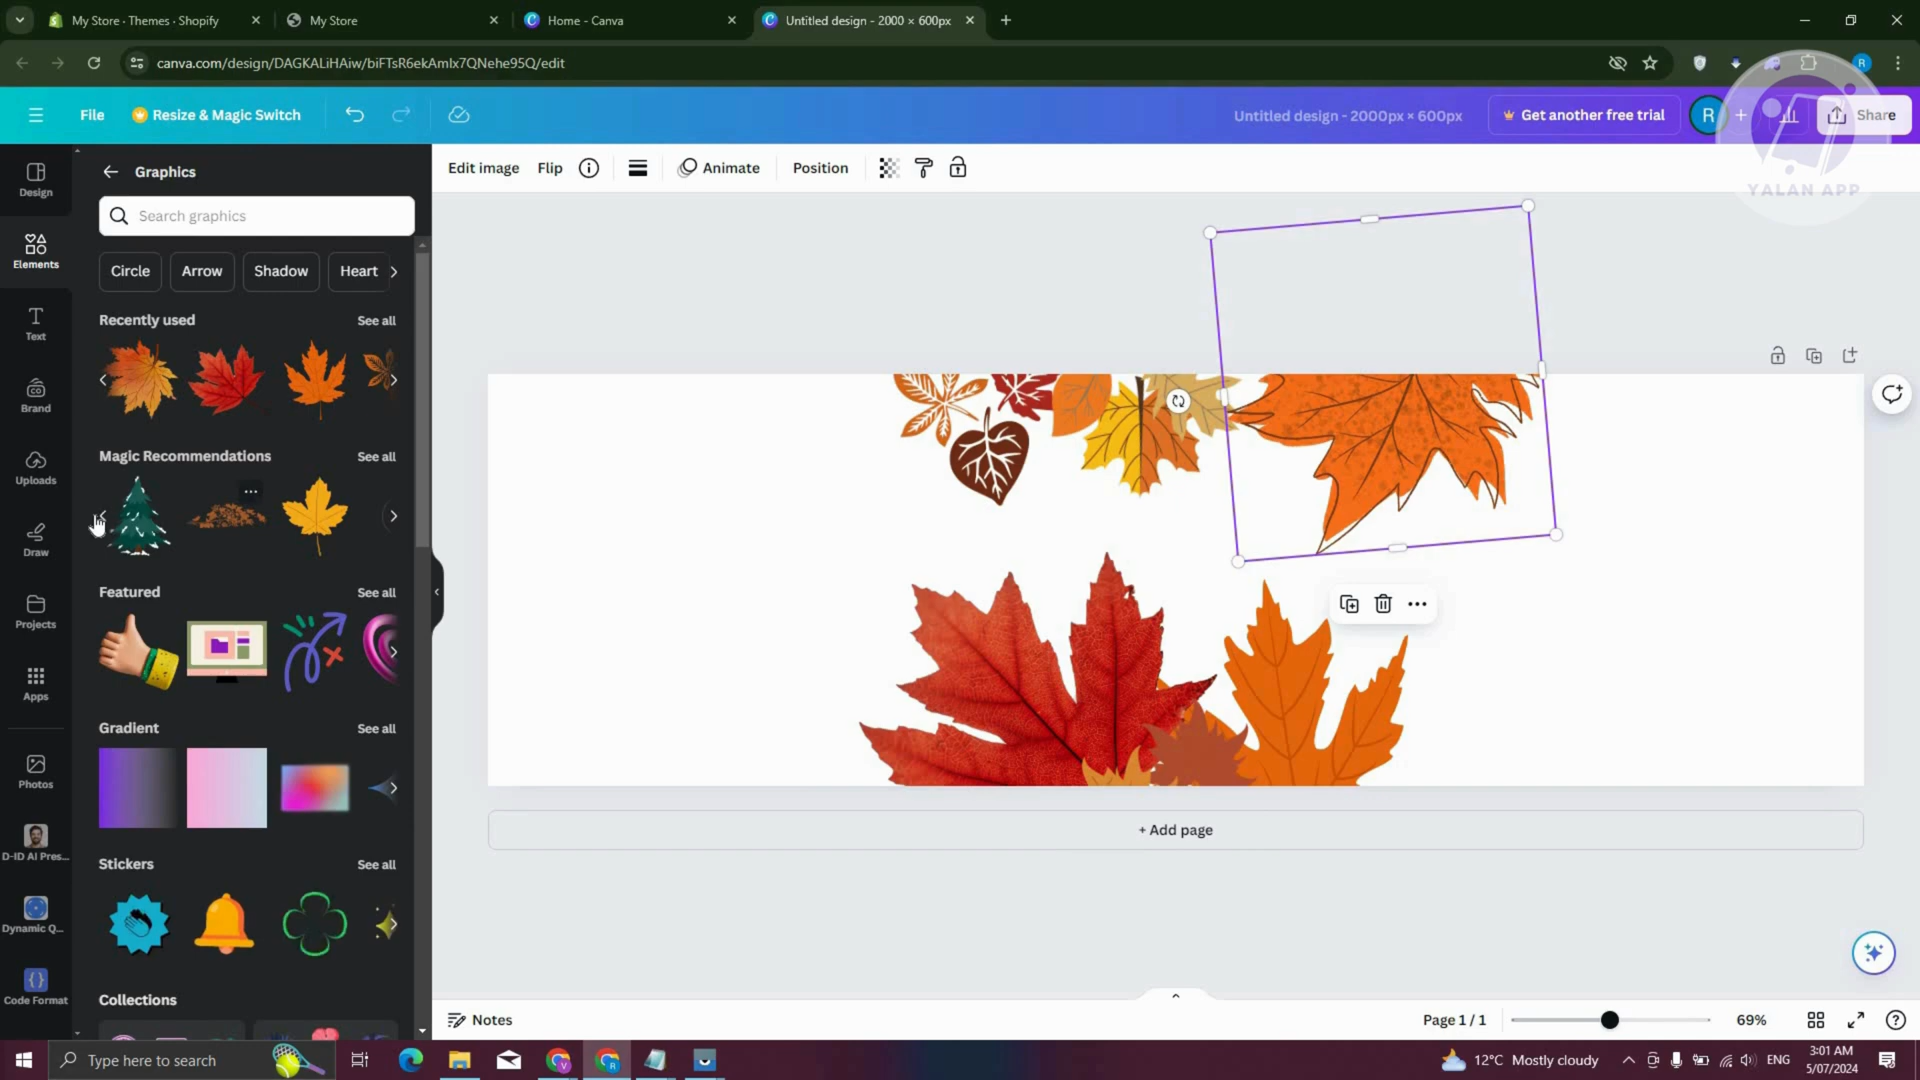 My Store · Themes · Shopify
My Store
Home - Canva
Untitled design - 2000 × 600px
canva.com/design/DAGKALiHAiw/biFTsR6ekAmIx7QNehe95Q/edit
R
File
Resize & Magic Switch
Untitled design - 2000px × 600px
Get another free trial
R
Share
YALAN APP
Design
Elements
Text
Brand
Uploads
Draw
Projects
Apps
Photos
D-ID AI Pres...
Dynamic Q...
Code Format
Graphics
Search graphics
Circle
Arrow
Shadow
Heart
Recently used
See all
Magic Recommendations
See all
Featured
See all
Gradient
See all
Stickers
See all
Collections
Edit image
Flip
Animate
Position
+ Add page
Notes
Page 1 / 1
69%
Type here to search
12°C Mostly cloudy
ENG
3:01 AM
5/07/2024